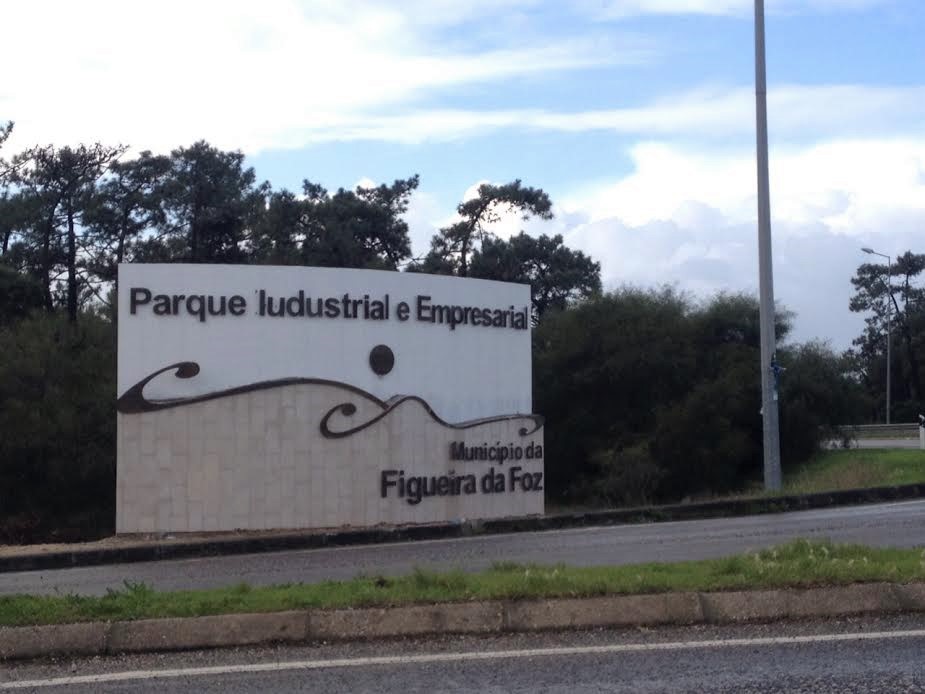 Parque Iudustrial e Empresarial
Município da
Figueira da Foz